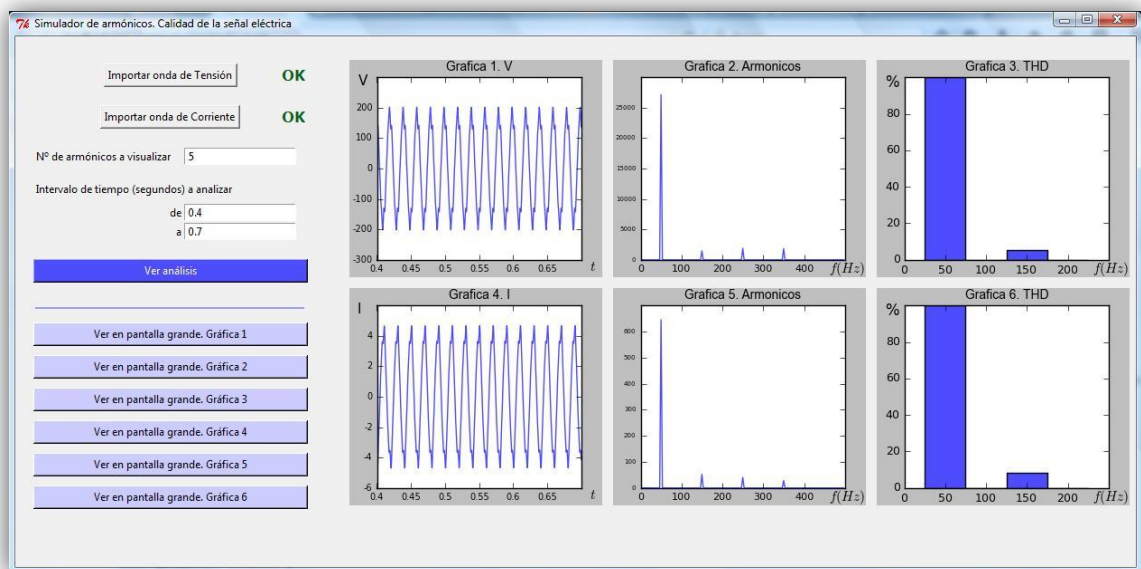 Simulador de armónicos. Calidad de la señal eléctrica
Importar onda de Tensión
OK
Importar onda de Corriente
OK
Nº de armónicos a visualizar
5
Intervalo de tiempo (segundos) a analizar
de 0.4
a 0.7
Ver análisis
Ver en pantalla grande. Gráfica 1
Ver en pantalla grande. Gráfica 2
Ver en pantalla grande. Gráfica 3
Ver en pantalla grande. Gráfica 4
Ver en pantalla grande. Gráfica 5
Ver en pantalla grande. Gráfica 6
Grafica 1. V
V
200
100
0
-100
-200
-300
0.4 0.45 0.5 0.55 0.6 0.65 t
Grafica 2. Armonicos
25000
20000
15000
10000
5000
0
0 100 200 300 400 f(Hz)
Grafica 3. THD
%
80
60
40
20
0
0 50 100 150 200 f(Hz)
Grafica 4. I
I
4
2
0
-2
-4
-6
0.4 0.45 0.5 0.55 0.6 0.65 t
Grafica 5. Armonicos
600
500
400
300
200
100
0
0 100 200 300 400 f(Hz)
Grafica 6. THD
%
80
60
40
20
0
0 50 100 150 200 f(Hz)